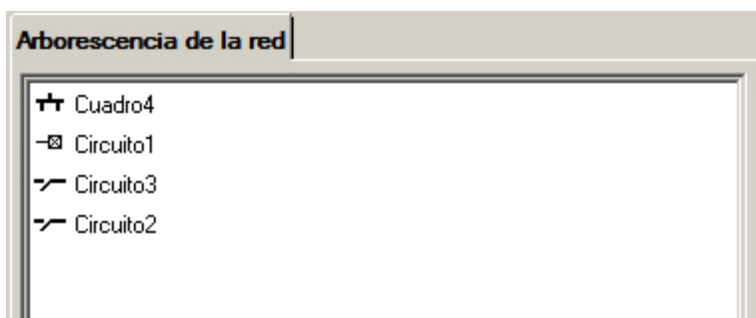 Arborescencia de la red
Cuadro4
Circuito1
Circuito3
Circuito2